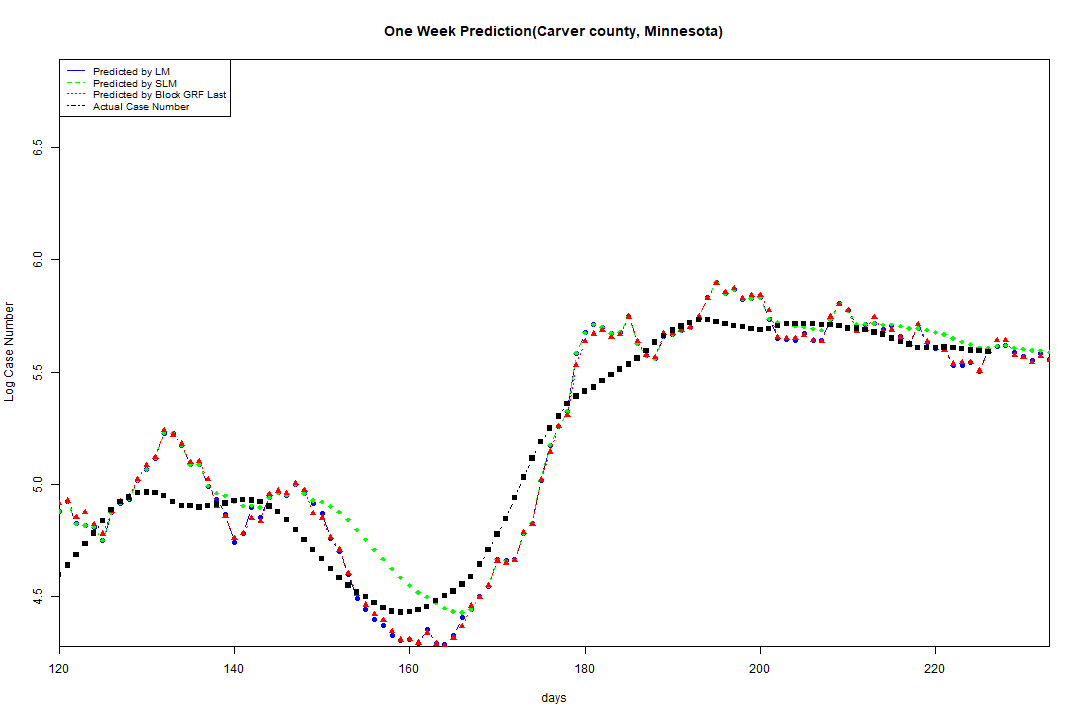 One Week Prediction(Carver county, Minnesota)
Predicted by LM
Predicted by SLM
Predicted by Block GRF Last
Actual Case Number
6.5
6.0
5.5
5.0
4.5
Log Case Number
120 140 160 180 200 220
days